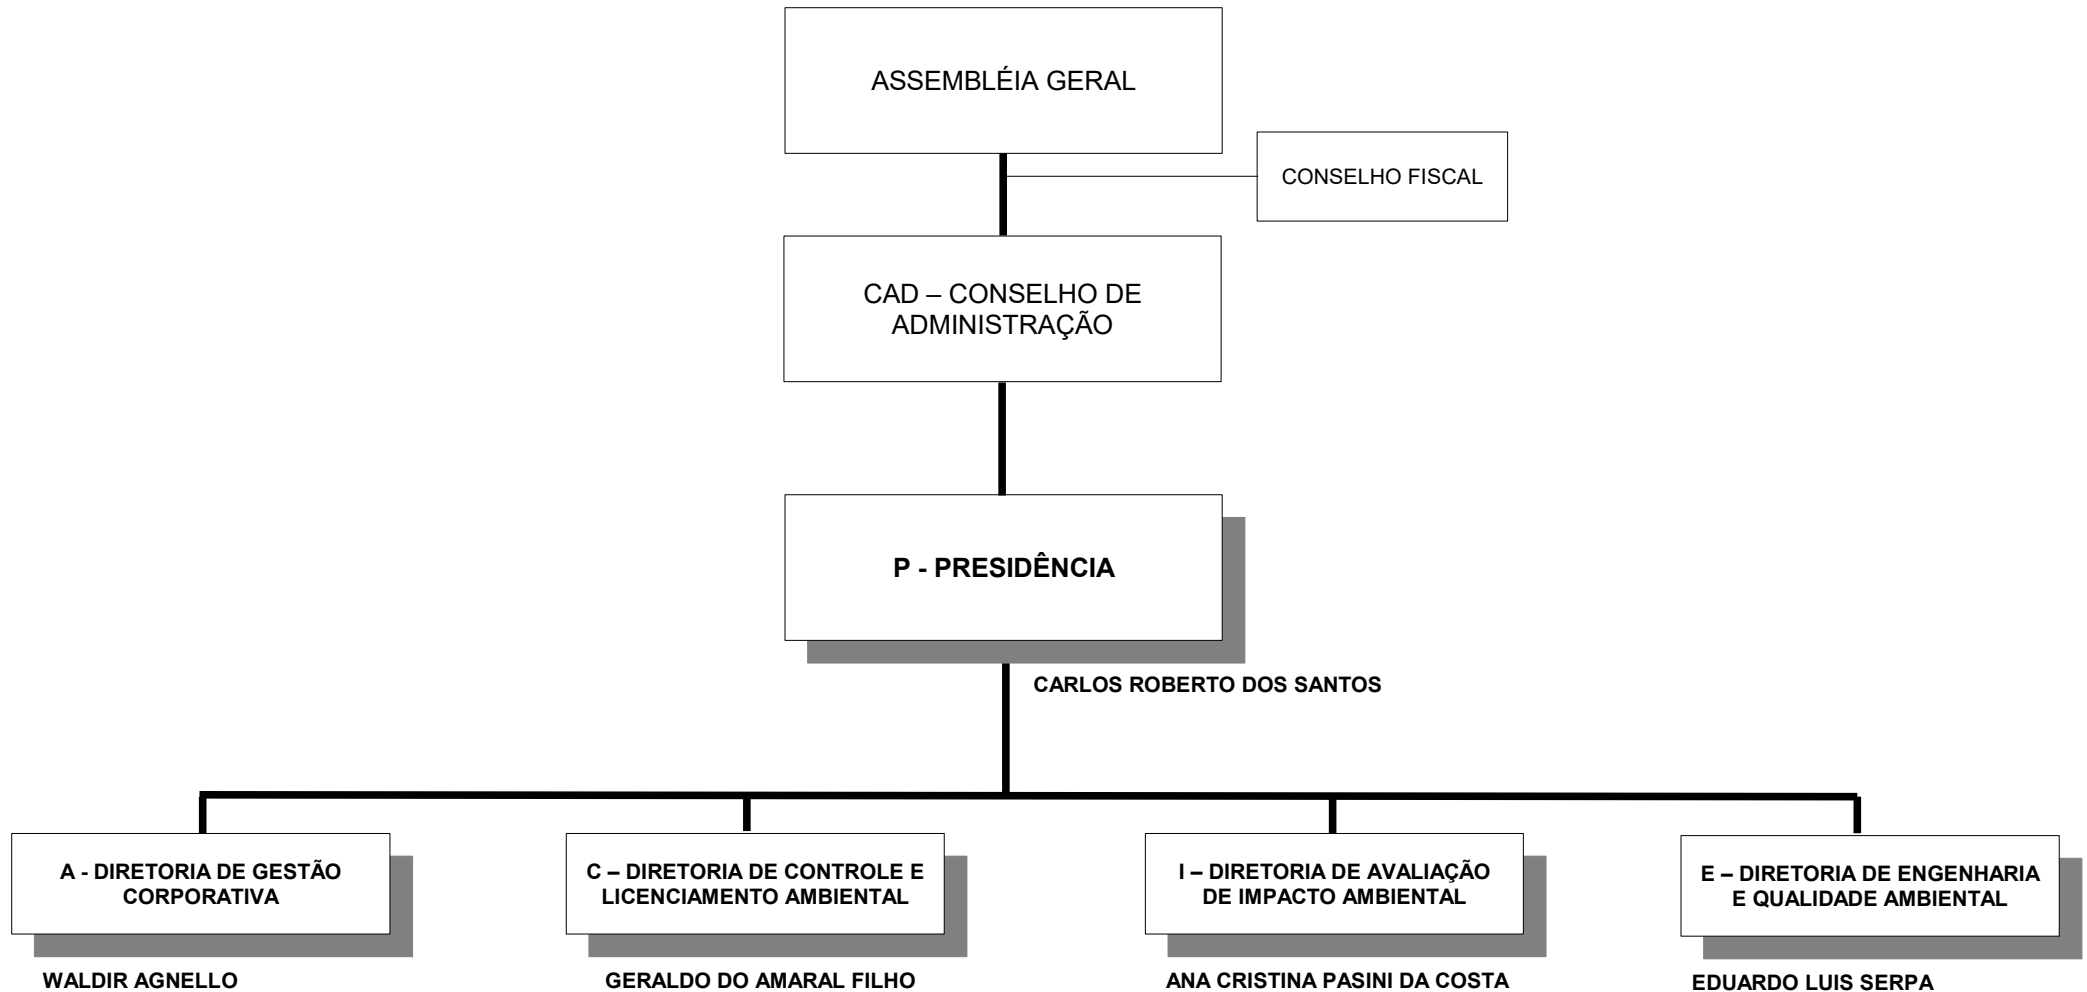 ASSEMBLÉIA GERAL
CONSELHO FISCAL
CAD – CONSELHO DE
ADMINISTRAÇÃO
P - PRESIDÊNCIA
CARLOS ROBERTO DOS SANTOS
A - DIRETORIA DE GESTÃO
CORPORATIVA
WALDIR AGNELLO
C – DIRETORIA DE CONTROLE E
LICENCIAMENTO AMBIENTAL
GERALDO DO AMARAL FILHO
I – DIRETORIA DE AVALIAÇÃO
DE IMPACTO AMBIENTAL
ANA CRISTINA PASINI DA COSTA
E – DIRETORIA DE ENGENHARIA
E QUALIDADE AMBIENTAL
EDUARDO LUIS SERPA